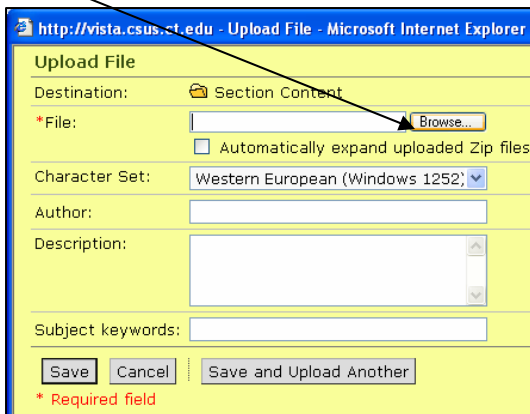 http://vista.csus.ct.edu - Upload File - Microsoft Internet Explorer
Upload File
Destination: Section Content
*File: Browse...
Automatically expand uploaded Zip files
Character Set: Western European (Windows 1252)
Author:
Description:
Subject keywords:
Save Cancel Save and Upload Another
* Required field